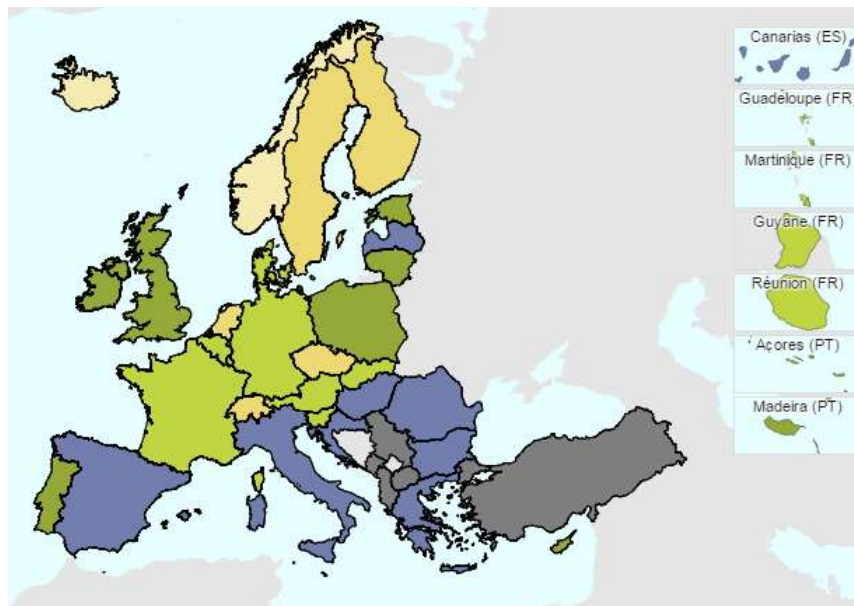 Canarias (ES)
Guadeloupe (FR)
Martinique (FR)
Guyane (FR)
Réunion (FR)
Açores (PT)
Madeira (PT)